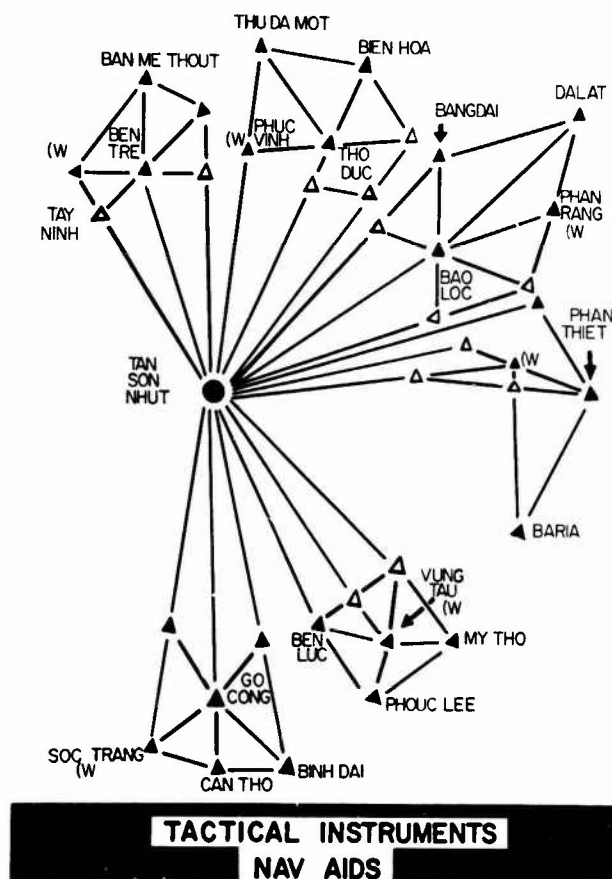 THU DA MOT
BAN ME THOUT
BIEN HOA
DALAT
BANGDAI
(W PHUC
VINH
BEN
TRE
(W
THO
DUC
TAY
NINH
PHAN
RANG
(W
BAO
LOC
PHAN
THIET
(W
TAN
SON
NHUT
BARIA
VUNG
TAU
(W
BEN
LUC
MY THO
GO
CONG
PHOUC LEE
SOC TRANG
(W
CAN THO
BINH DAI
TACTICAL INSTRUMENTS
NAV AIDS